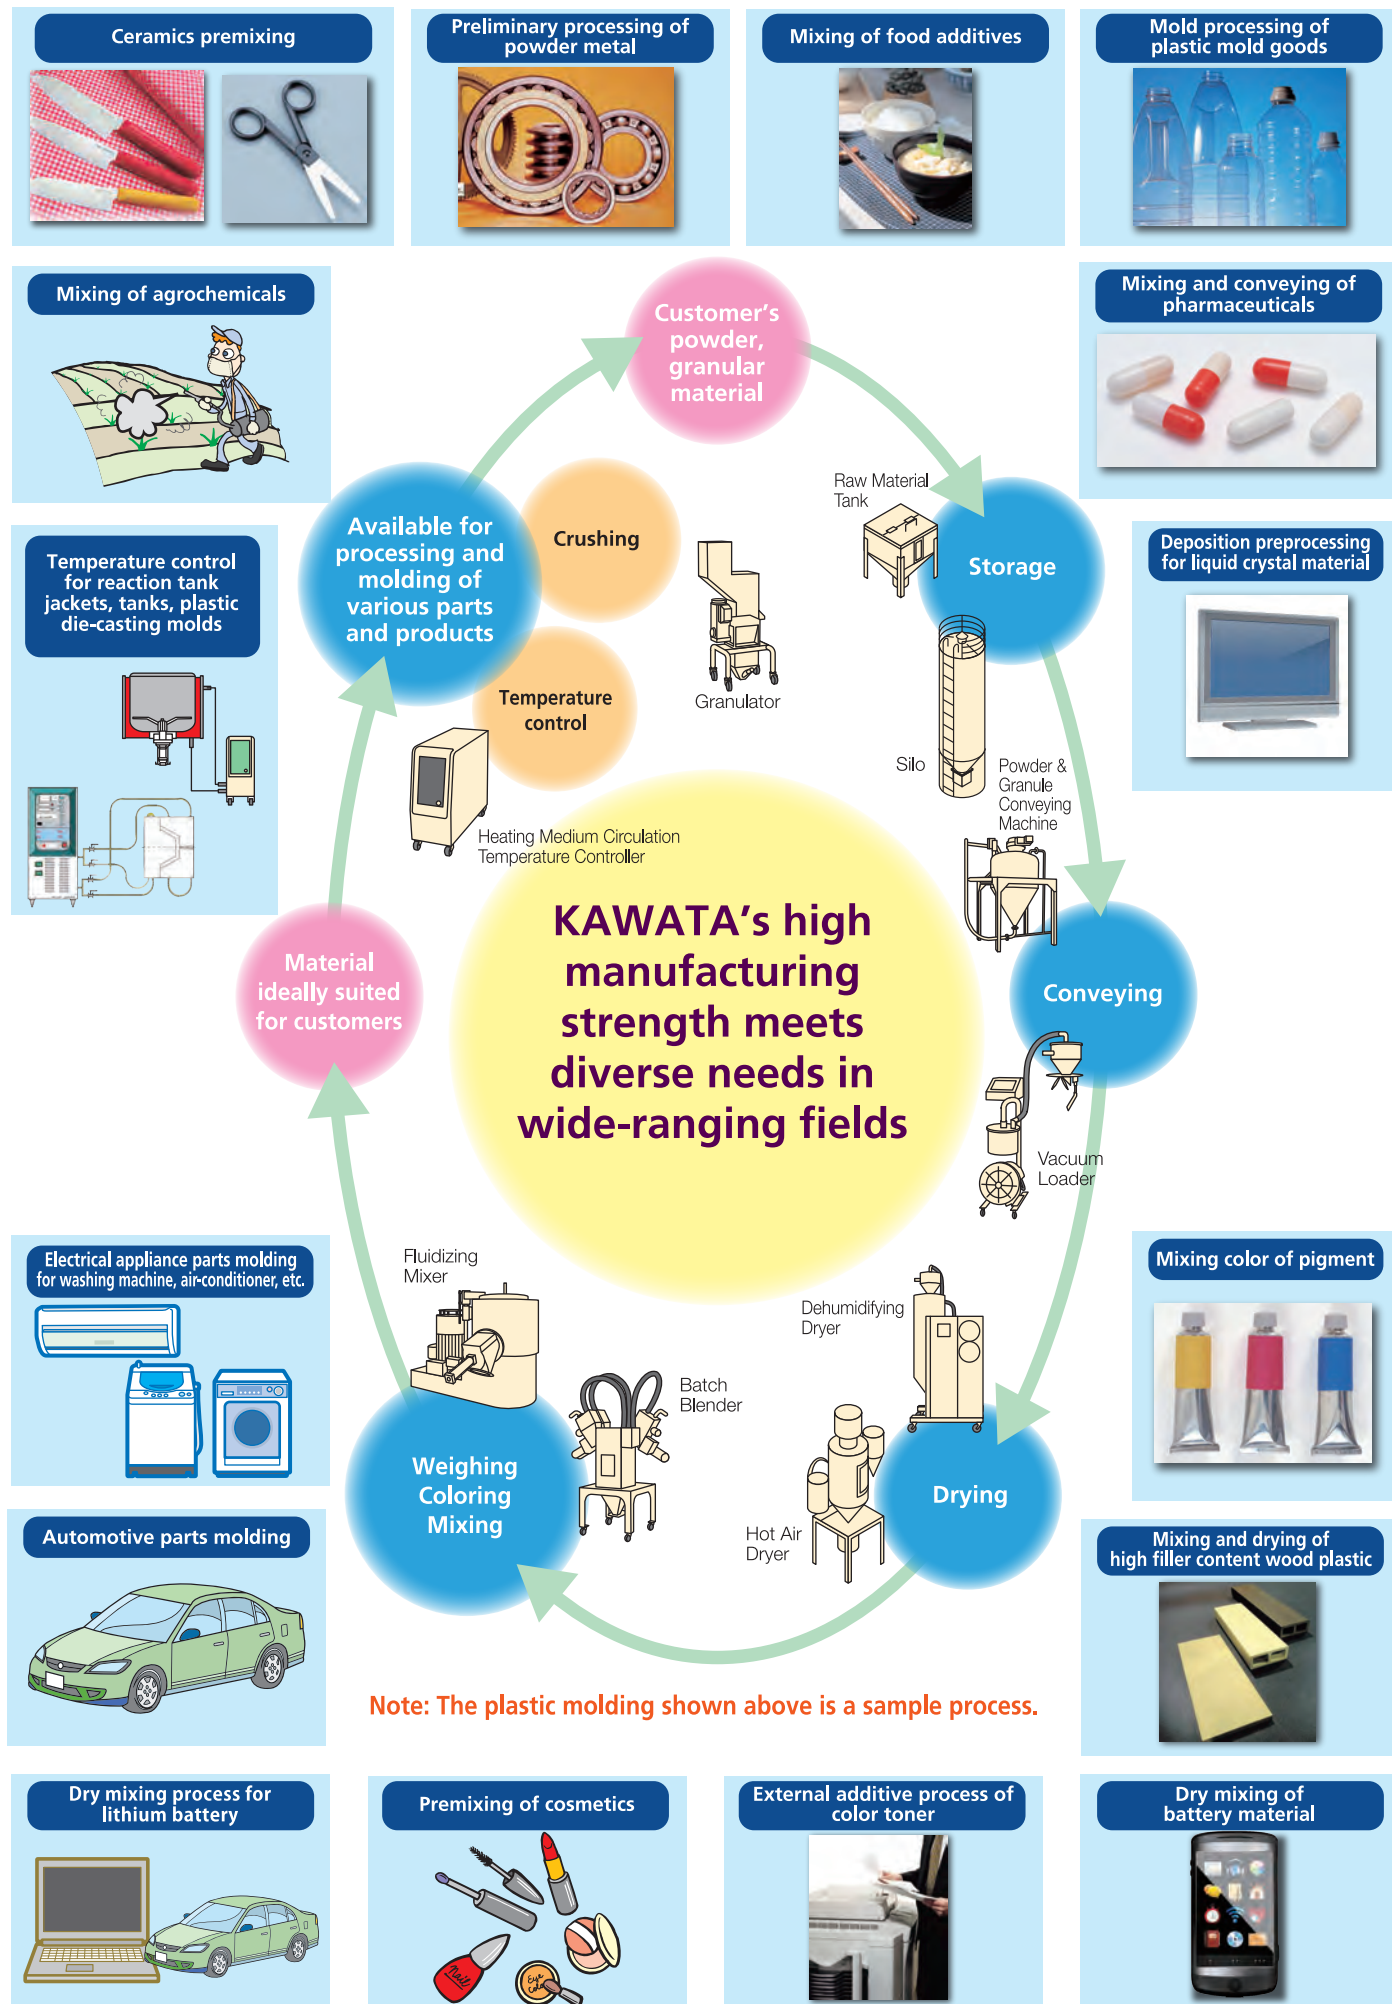 Ceramics premixing
Preliminary processing of
powder metal
Mixing of food additives
Mold processing of
plastic mold goods
Mixing of agrochemicals
Customer's
powder,
granular
material
Mixing and conveying of
pharmaceuticals
Available for
processing and
molding of
various parts
and products
Crushing
Raw Material
Tank
Storage
Temperature control
for reaction tank
jackets, tanks, plastic
die-casting molds
Deposition preprocessing
for liquid crystal material
Granulator
Temperature
control
Silo
Powder &
Granule
Conveying
Machine
Heating Medium Circulation
Temperature Controller
KAWATA's high
manufacturing
strength meets
diverse needs in
wide-ranging fields
Material
ideally suited
for customers
Conveying
Vacuum
Loader
Electrical appliance parts molding
for washing machine, air-conditioner, etc.
Fluidizing
Mixer
Dehumidifying
Dryer
Mixing color of pigment
Batch
Blender
Weighing
Coloring
Mixing
Drying
Hot Air
Dryer
Automotive parts molding
Mixing and drying of
high filler content wood plastic
Note: The plastic molding shown above is a sample process.
Dry mixing process for
lithium battery
Premixing of cosmetics
Nail
Eye
Color
External additive process of
color toner
Dry mixing of
battery material